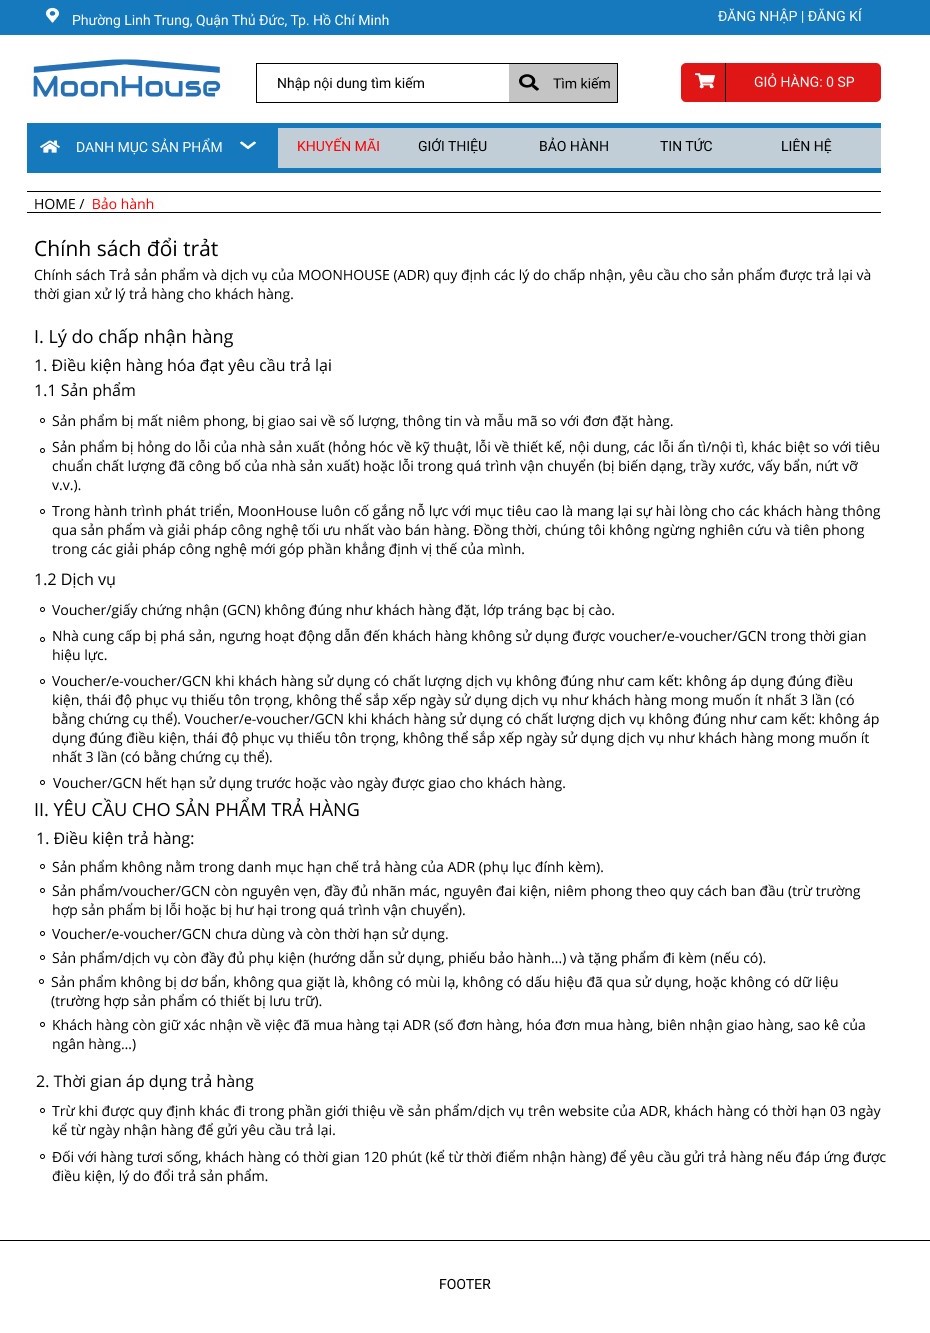 Phường Linh Trung, Quận Thủ Đức, Tp. Hồ Chí Minh
ĐĂNG NHẬP | ĐĂNG KÍ
MoonHouse
Nhập nội dung tìm kiếm
Tìm kiếm
GIỎ HÀNG: 0 SP
DANH MỤC SẢN PHẨM
KHUYẾN MÃI
GIỚI THIỆU
BẢO HÀNH
TIN TỨC
LIÊN HỆ
HOME / Bảo hành
Chính sách đổi trảt
Chính sách Trả sản phẩm và dịch vụ của MOONHOUSE (ADR) quy định các lý do chấp nhận, yêu cầu cho sản phẩm được trả lại và
thời gian xử lý trả hàng cho khách hàng.
I. Lý do chấp nhận hàng
1. Điều kiện hàng hóa đạt yêu cầu trả lại
1.1 Sản phẩm
Sản phẩm bị mất niêm phong, bị giao sai về số lượng, thông tin và mẫu mã so với đơn đặt hàng.
Sản phẩm bị hỏng do lỗi của nhà sản xuất (hỏng hóc về kỹ thuật, lỗi về thiết kế, nội dung, các lỗi ẩn tì/nội tì, khác biệt so với tiêu
chuẩn chất lượng đã công bố của nhà sản xuất) hoặc lỗi trong quá trình vận chuyển (bị biến dạng, trầy xước, vấy bẩn, nứt vỡ
v.v.).
Trong hành trình phát triển, MoonHouse luôn cố gắng nỗ lực với mục tiêu cao là mang lại sự hài lòng cho các khách hàng thông
qua sản phẩm và giải pháp công nghệ tối ưu nhất vào bán hàng. Đồng thời, chúng tôi không ngừng nghiên cứu và tiên phong
trong các giải pháp công nghệ mới góp phần khẳng định vị thế của mình.
1.2 Dịch vụ
Voucher/giấy chứng nhận (GCN) không đúng như khách hàng đặt, lớp tráng bạc bị cào.
Nhà cung cấp bị phá sản, ngưng hoạt động dẫn đến khách hàng không sử dụng được voucher/e-voucher/GCN trong thời gian
hiệu lực.
Voucher/e-voucher/GCN khi khách hàng sử dụng có chất lượng dịch vụ không đúng như cam kết: không áp dụng đúng điều
kiện, thái độ phục vụ thiếu tôn trọng, không thể sắp xếp ngày sử dụng dịch vụ như khách hàng mong muốn ít nhất 3 lần (có
bằng chứng cụ thể). Voucher/e-voucher/GCN khi khách hàng sử dụng có chất lượng dịch vụ không đúng như cam kết: không áp
dụng đúng điều kiện, thái độ phục vụ thiếu tôn trọng, không thể sắp xếp ngày sử dụng dịch vụ như khách hàng mong muốn ít
nhất 3 lần (có bằng chứng cụ thể).
Voucher/GCN hết hạn sử dụng trước hoặc vào ngày được giao cho khách hàng.
II. YÊU CẦU CHO SẢN PHẨM TRẢ HÀNG
1. Điều kiện trả hàng:
Sản phẩm không nằm trong danh mục hạn chế trả hàng của ADR (phụ lục đính kèm).
Sản phẩm/voucher/GCN còn nguyên vẹn, đầy đủ nhãn mác, nguyên đai kiện, niêm phong theo quy cách ban đầu (trừ trường
hợp sản phẩm bị lỗi hoặc bị hư hại trong quá trình vận chuyển).
Voucher/e-voucher/GCN chưa dùng và còn thời hạn sử dụng.
Sản phẩm/dịch vụ còn đầy đủ phụ kiện (hướng dẫn sử dụng, phiếu bảo hành...) và tặng phẩm đi kèm (nếu có).
Sản phẩm không bị dơ bẩn, không qua giặt là, không có mùi lạ, không có dấu hiệu đã qua sử dụng, hoặc không có dữ liệu
(trường hợp sản phẩm có thiết bị lưu trữ).
Khách hàng còn giữ xác nhận về việc đã mua hàng tại ADR (số đơn hàng, hóa đơn mua hàng, biên nhận giao hàng, sao kê của
ngân hàng...)
2. Thời gian áp dụng trả hàng
Trừ khi được quy định khác đi trong phần giới thiệu về sản phẩm/dịch vụ trên website của ADR, khách hàng có thời hạn 03 ngày
kể từ ngày nhận hàng để gửi yêu cầu trả lại.
Đối với hàng tươi sống, khách hàng có thời gian 120 phút (kể từ thời điểm nhận hàng) để yêu cầu gửi trả hàng nếu đáp ứng được
điều kiện, lý do đổi trả sản phẩm.
FOOTER